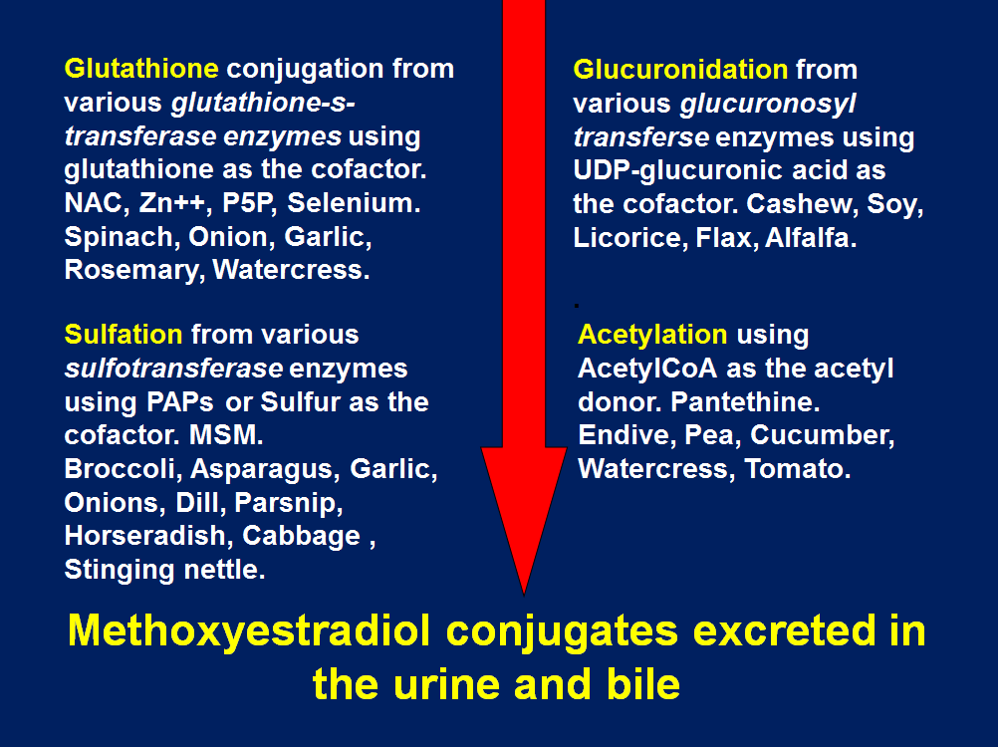 Glutathione conjugation from
various glutathione-s-
transferase enzymes using
glutathione as the cofactor.
NAC, Zn++, P5P, Selenium.
Spinach, Onion, Garlic,
Rosemary, Watercress.
Sulfation from various
sulfotransferase enzymes
using PAPs or Sulfur as the
cofactor. MSM.
Broccoli, Asparagus, Garlic,
Onions, Dill, Parsnip,
Horseradish, Cabbage ,
Stinging nettle.
Glucuronidation from
various glucuronosyl
transferse enzymes using
UDP-glucuronic acid as
the cofactor. Cashew, Soy,
Licorice, Flax, Alfalfa.
.
Acetylation using
AcetylCoA as the acetyl
donor. Pantethine.
Endive, Pea, Cucumber,
Watercress, Tomato.
Methoxyestradiol conjugates excreted in
the urine and bile